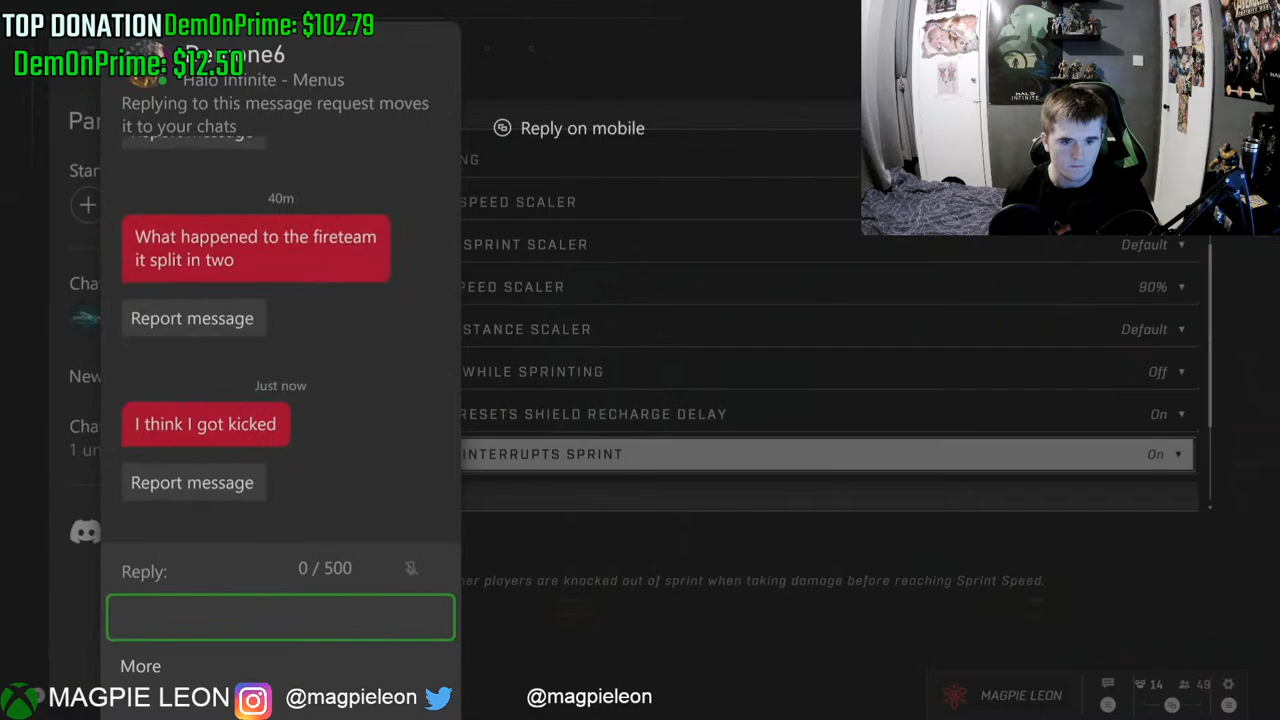 TOP DONATION DemOnPrime: $102.79
DemOnPrime: $12.50
Halo Infinite - Menus
Replying to this message request moves
it to your chats
Reply on mobile
Report message
SPEED SCALER
40m
What happened to the fireteam
it split in two
SPRINT SCALER
Default
90%
Report message
STANCE SCALER
Default
WHILE SPRINTING
Off
Just now
I think I got kicked
RESETS SHIELD RECHARGE DELAY
On
INTERRUPTS SPRINT
On
Report message
Reply:
0 / 500
her players are knocked out of sprint when taking damage before reaching Sprint Speed.
More
MAGPIE LEON
@magpieleon
@magpieleon
MAGPIE LEON
14
49
HALO
INFINITE